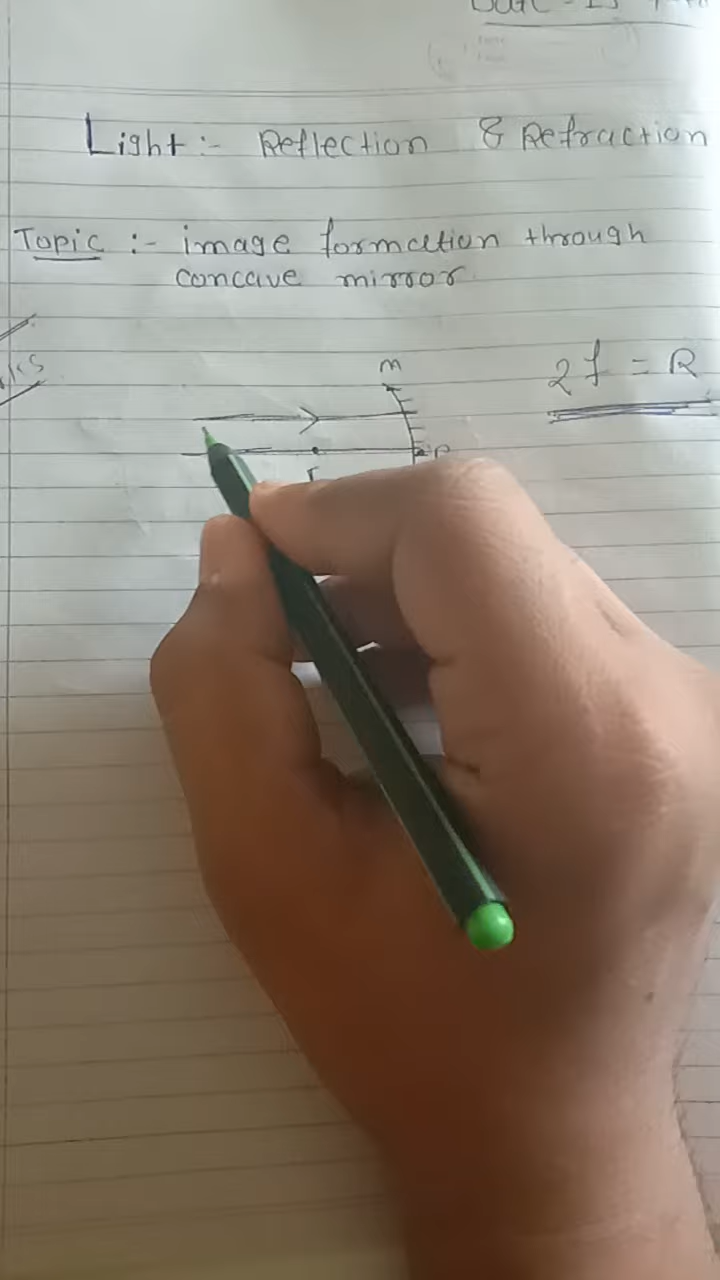 Light :- Reflection & Refraction
Topic :- image formation through
concave mirror
m
2f = R
P
F